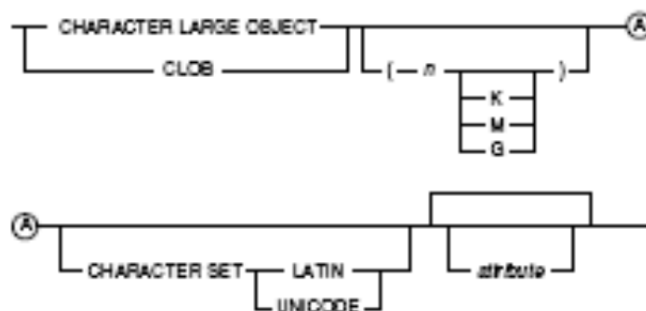 CHARACTER LARGE OBJECT A
CLOB ( n )
K
M
G
A
CHARACTER SET LATIN attribute
UNICODE